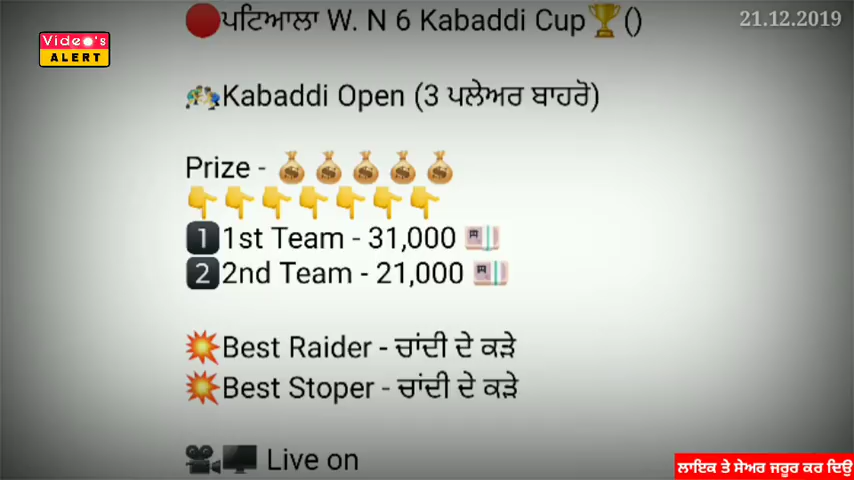 🔴ਪਟਿਆਲਾ W. N 6 Kabaddi Cup🏆()
21.12.2019
Video's
ALERT
🤼Kabaddi Open (3 ਪਲੇਅਰ ਬਾਹਰੋ)
Prize - 💰💰💰💰💰
👇👇👇👇👇👇👇
1️⃣1st Team - 31,000 💴
2️⃣2nd Team - 21,000 💴
💥Best Raider - ਚਾਂਦੀ ਦੇ ਕੜੇ
💥Best Stoper - ਚਾਂਦੀ ਦੇ ਕੜੇ
🎥🖥️ Live on
ਲਾਇਕ ਤੇ ਸੇਅਰ ਜਰੂਰ ਕਰ ਦਿਉ